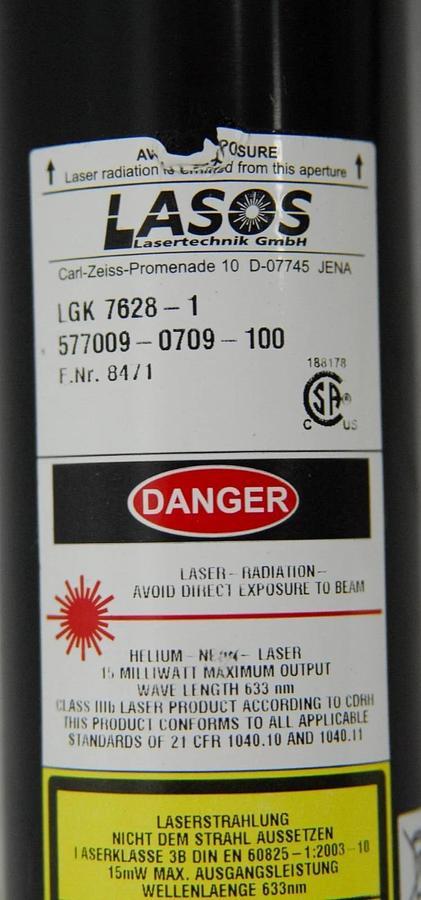 SURE
Laser radiation is emitted from this aperture
LASOS
Lasertechnik GmbH
Carl-Zeiss-Promenade 10 D-07745 JENA
LGK 7628-1
577009-0709-100
F.Nr. 84/1
188178
SA®
C US
DANGER
LASER-RADIATION-
AVOID DIRECT EXPOSURE TO BEAM
HELIUM- NEON- LASER
15 MILLIWATT MAXIMUM OUTPUT
WAVE LENGTH 633 nm
CLASS IIIb LASER PRODUCT ACCORDING TO CDRH
THIS PRODUCT CONFORMS TO ALL APPLICABLE
STANDARDS OF 21 CFR 1040.10 AND 1040.11
LASERSTRAHLUNG
NICHT DEM STRAHL AUSSETZEN
LASERKLASSE 3B DIN EN 60825-1:2003-10
15mW MAX. AUSGANGSLEISTUNG
WELLENLAENGE 633nm